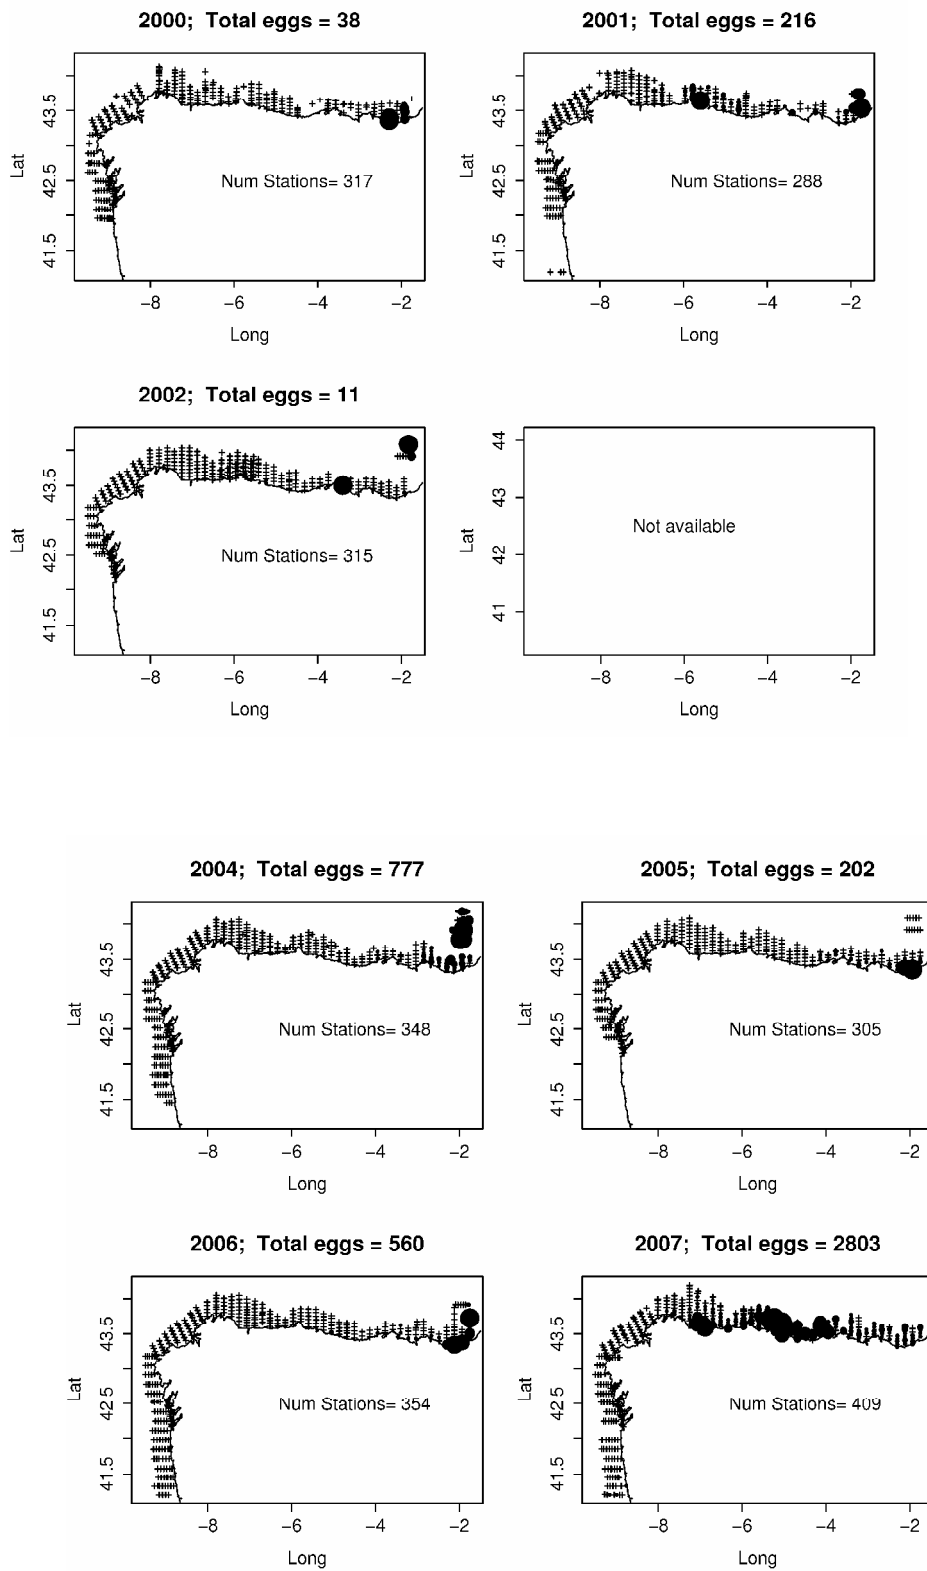 2000;  Total eggs = 38
43.5
42.5
41.5
Lat
Num Stations= 317
−8 −6 −4 −2
Long
2001;  Total eggs = 216
43.5
42.5
41.5
Lat
Num Stations= 288
−8 −6 −4 −2
Long
2002;  Total eggs = 11
43.5
42.5
41.5
Lat
Num Stations= 315
−8 −6 −4 −2
Long
44
43
42
41
Lat
Not available
−8 −6 −4 −2
Long
2004;  Total eggs = 777
43.5
42.5
41.5
Lat
Num Stations= 348
−8 −6 −4 −2
Long
2005;  Total eggs = 202
43.5
42.5
41.5
Lat
Num Stations= 305
−8 −6 −4 −2
Long
2006;  Total eggs = 560
43.5
42.5
41.5
Lat
Num Stations= 354
−8 −6 −4 −2
Long
2007;  Total eggs = 2803
43.5
42.5
41.5
Lat
Num Stations= 409
−8 −6 −4 −2
Long